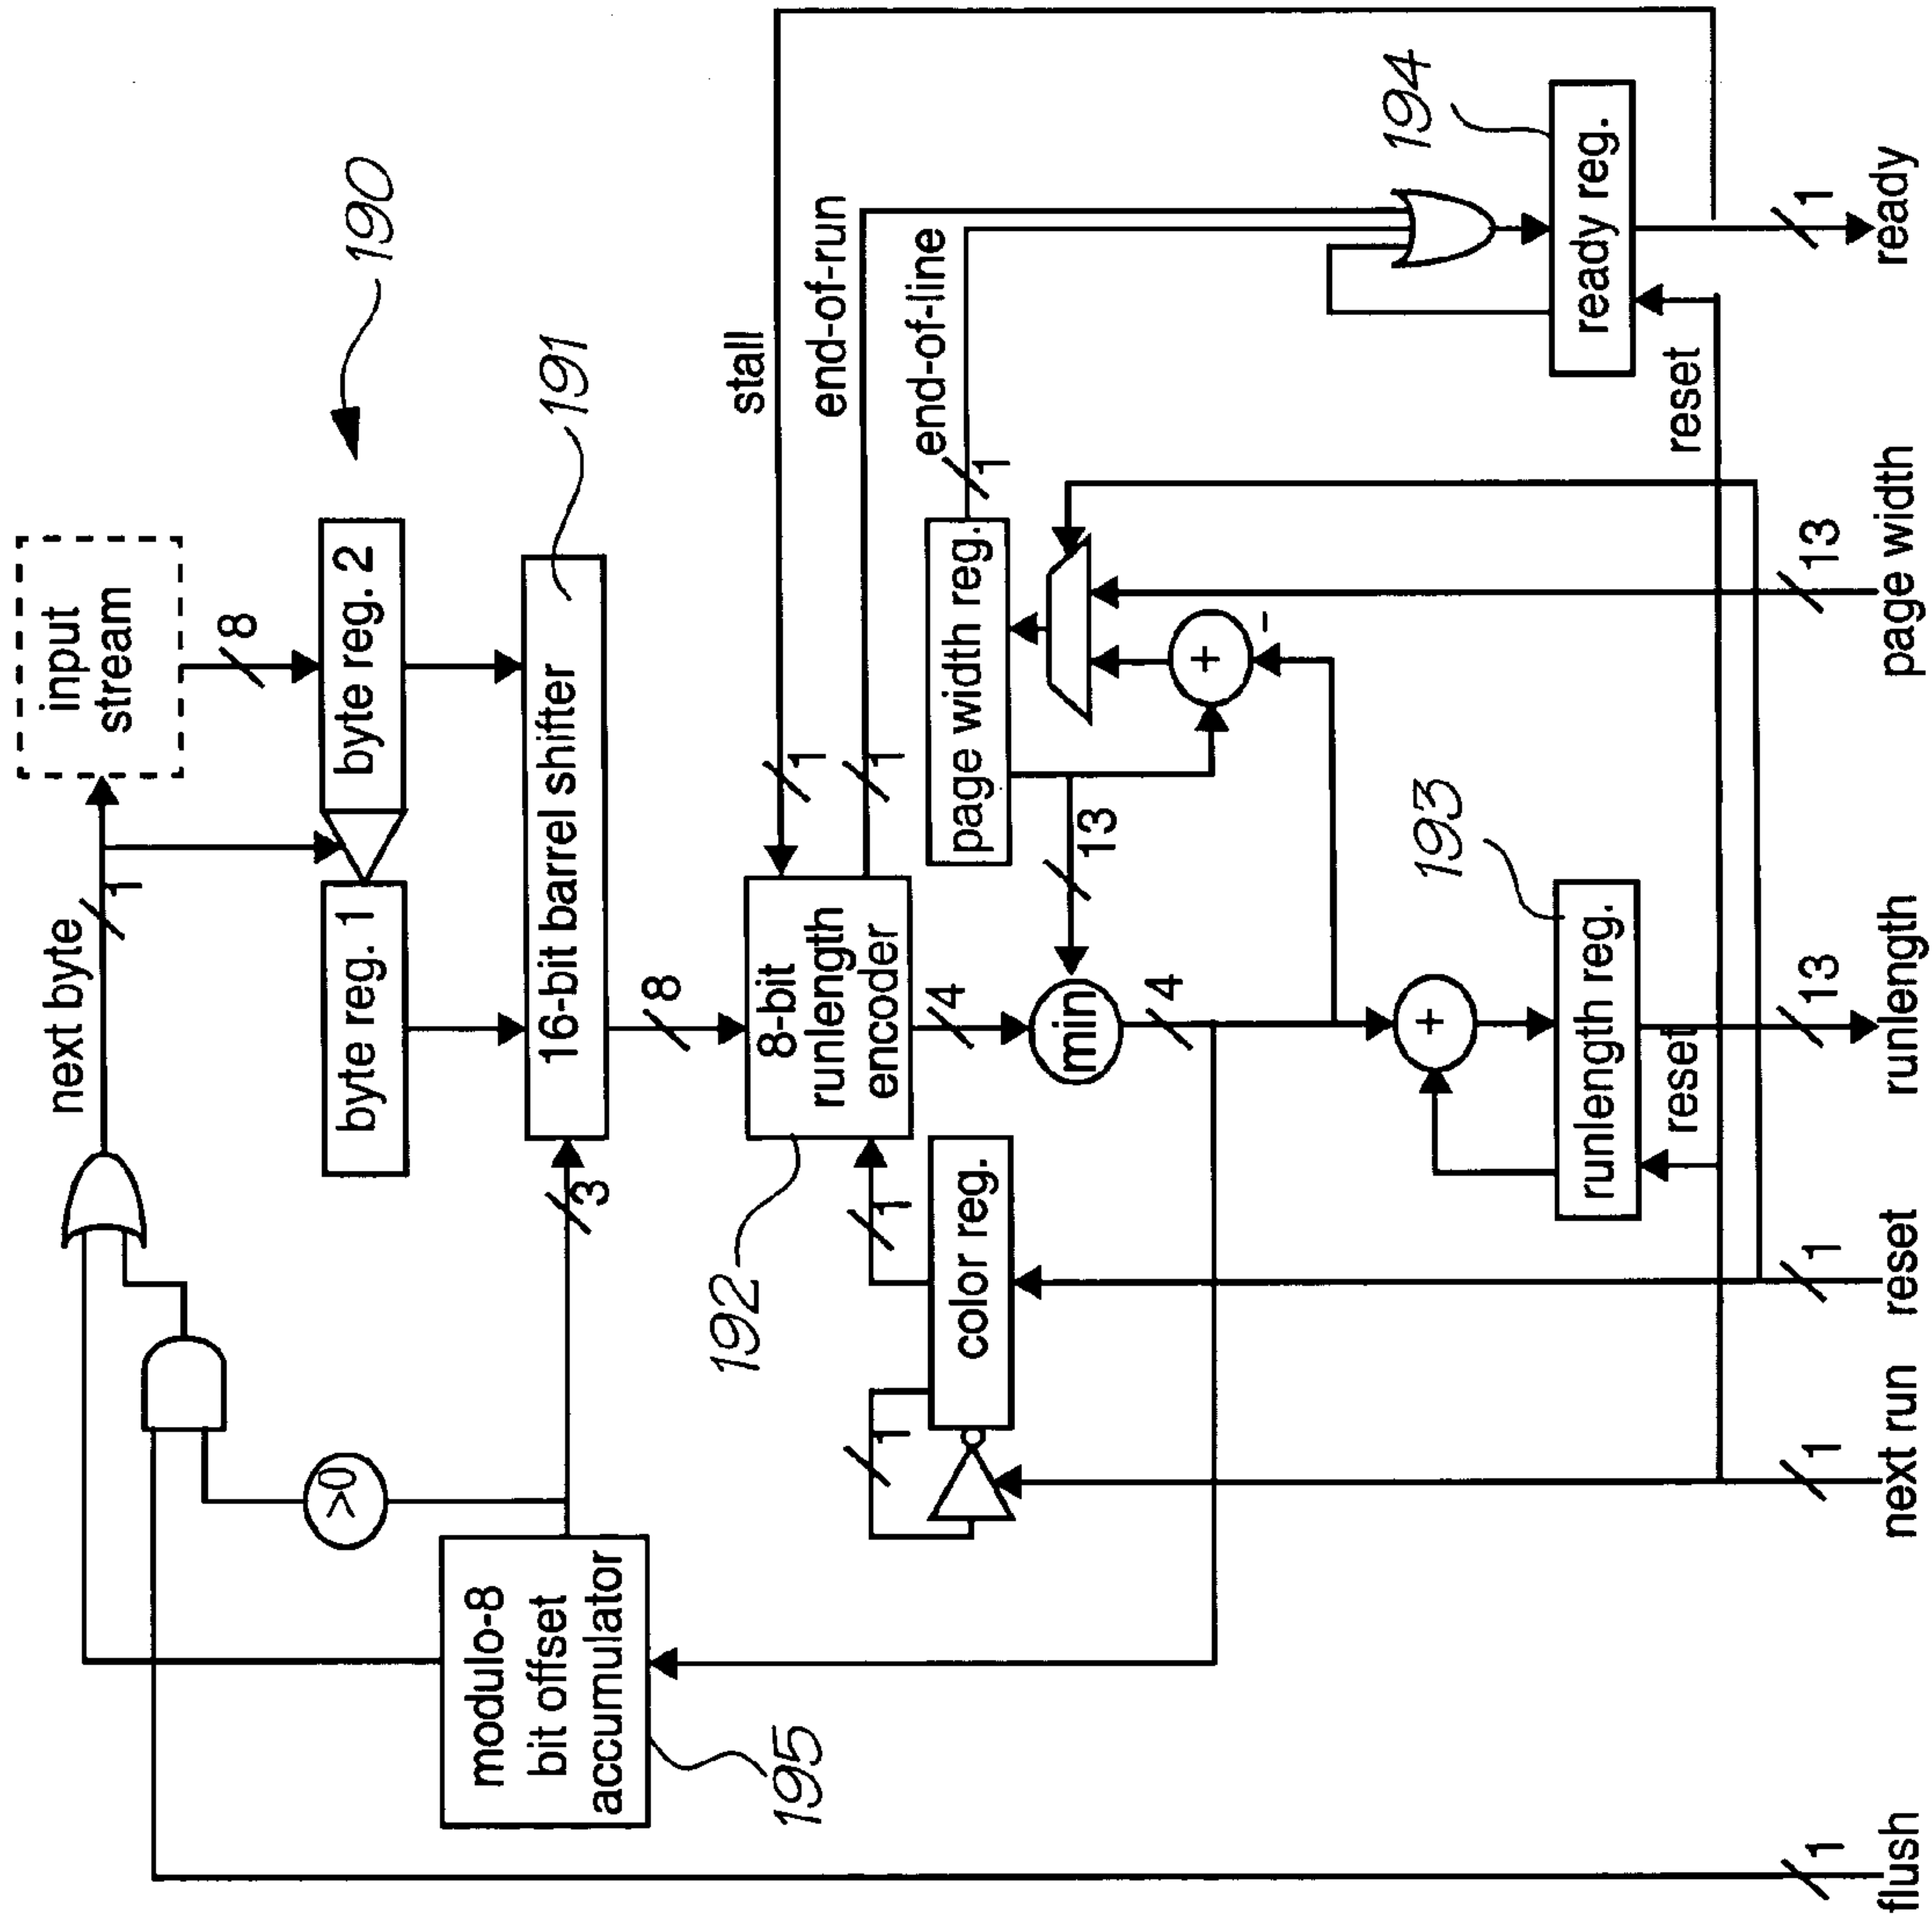 input
stream
190
next byte
1
8
byte reg. 1
byte reg. 2
191
16-bit barrel shifter
3
>0
modulo-8
bit offset
accumulator
195
8
192
8-bit
runlength
encoder
stall
1
end-of-run
1
end-of-line
1
4
1
1
color reg.
page width reg.
13
min
4
+
-
+
193
runlength reg.
reset
194
ready reg.
reset
1
flush
1
next run
1
reset
13
runlength
13
page width
1
ready